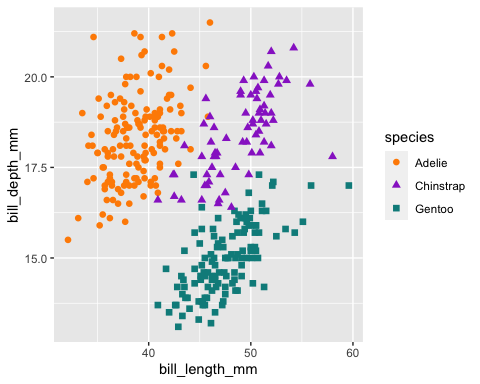 bill_depth_mm
20.0
17.5
15.0
40
50
60
bill_length_mm
species
Adelie
Chinstrap
Gentoo